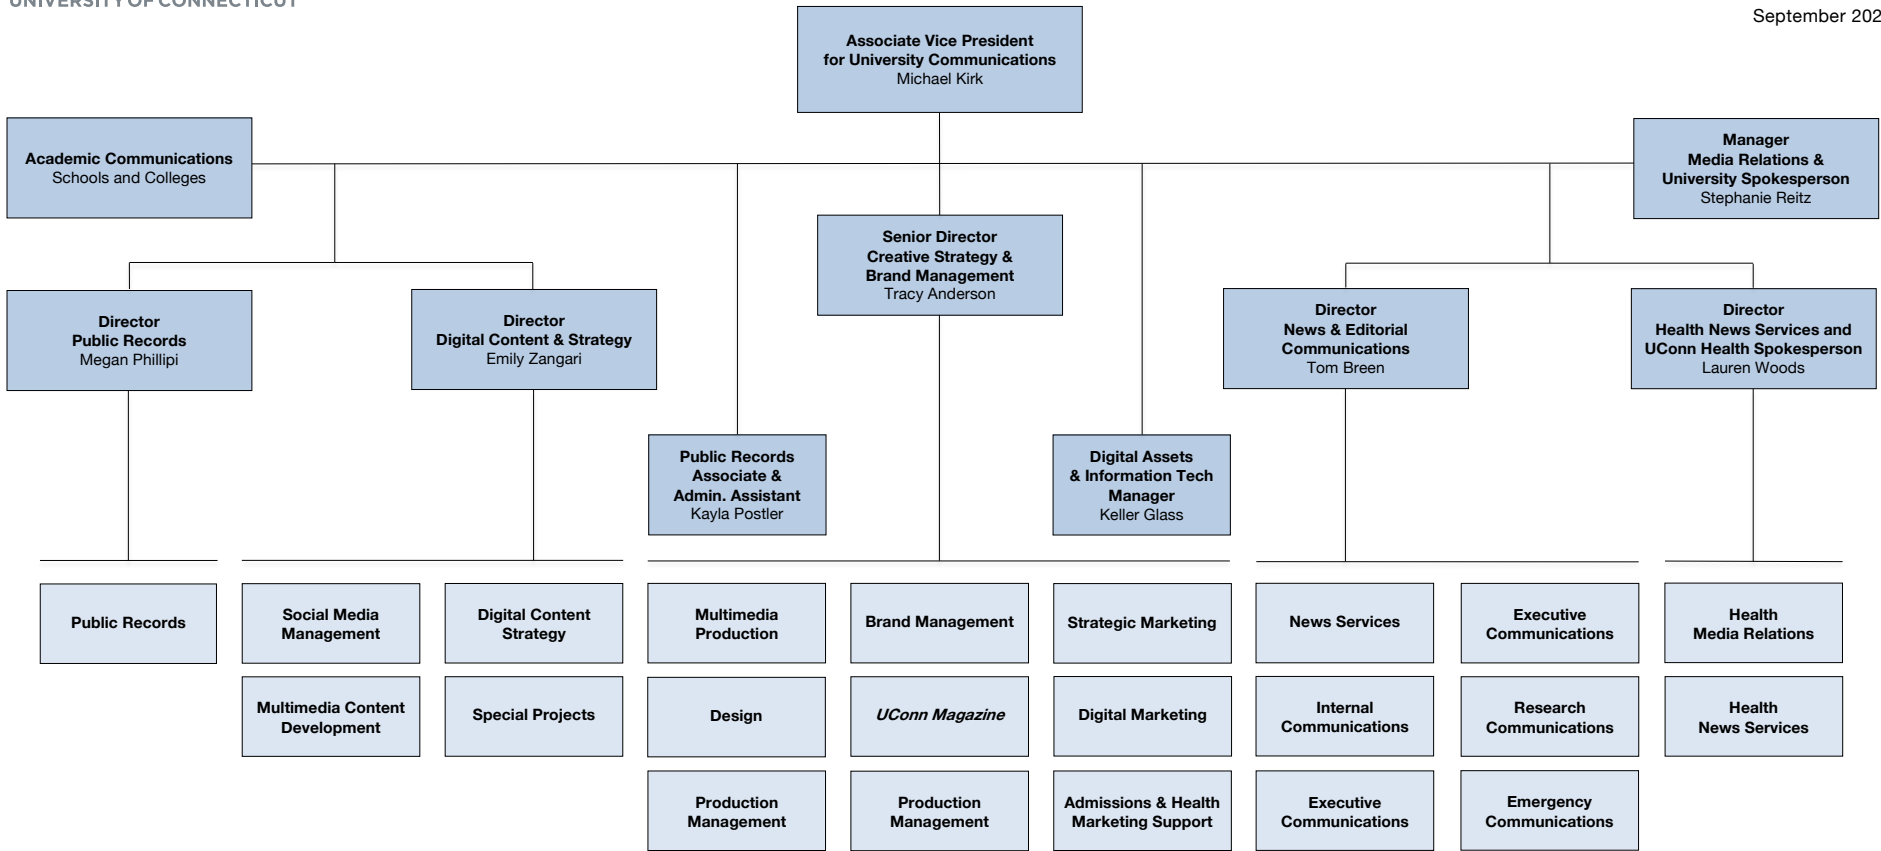 UNIVERSITY OF CONNECTICUT
September 202
Associate Vice President
for University Communications
Michael Kirk
Academic Communications
Schools and Colleges
Manager
Media Relations &
University Spokesperson
Stephanie Reitz
Senior Director
Creative Strategy &
Brand Management
Tracy Anderson
Director
Public Records
Megan Phillipi
Director
Digital Content & Strategy
Emily Zangari
Director
News & Editorial
Communications
Tom Breen
Director
Health News Services and
UConn Health Spokesperson
Lauren Woods
Public Records
Associate &
Admin. Assistant
Kayla Postler
Digital Assets
& Information Tech
Manager
Keller Glass
Public Records
Social Media
Management
Digital Content
Strategy
Multimedia
Production
Brand Management
Strategic Marketing
News Services
Executive
Communications
Health
Media Relations
Multimedia Content
Development
Special Projects
Design
UConn Magazine
Digital Marketing
Internal
Communications
Research
Communications
Health
News Services
Production
Management
Production
Management
Admissions & Health
Marketing Support
Executive
Communications
Emergency
Communications